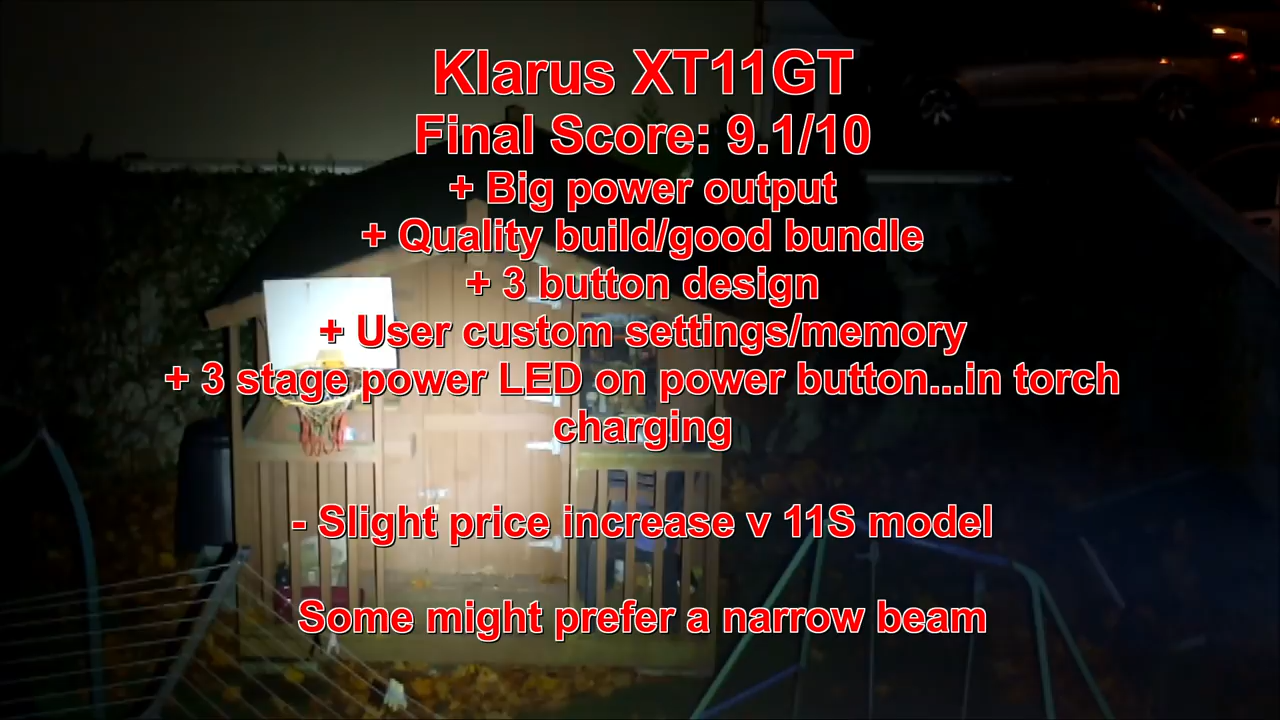 Klarus XT11GT
Final Score: 9.1/10
+ Big power output
+ Quality build/good bundle
+ 3 button design
+ User custom settings/memory
+ 3 stage power LED on power button...in torch
charging
- Slight price increase v 11S model
Some might prefer a narrow beam